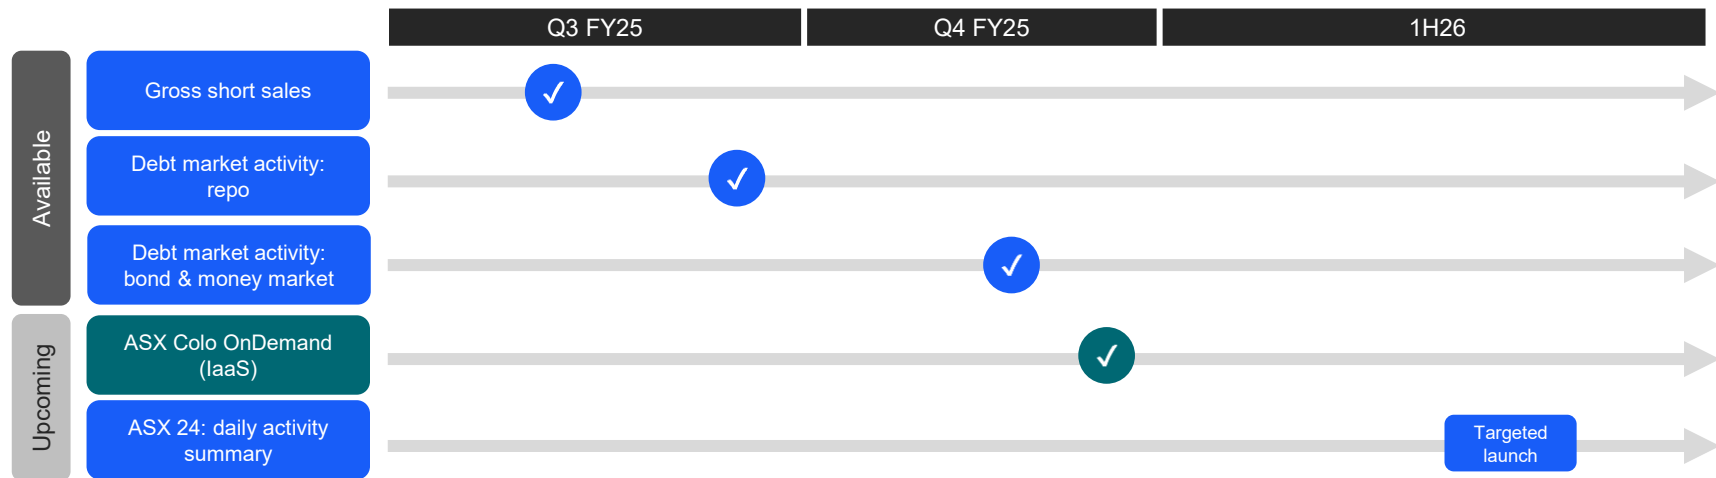 Q3 FY25
Q4 FY25
1H26
Available
Gross short sales
✓
Debt market activity:
repo
✓
Debt market activity:
bond & money market
✓
Upcoming
ASX Colo OnDemand
(IaaS)
✓
ASX 24: daily activity
summary
Targeted
launch